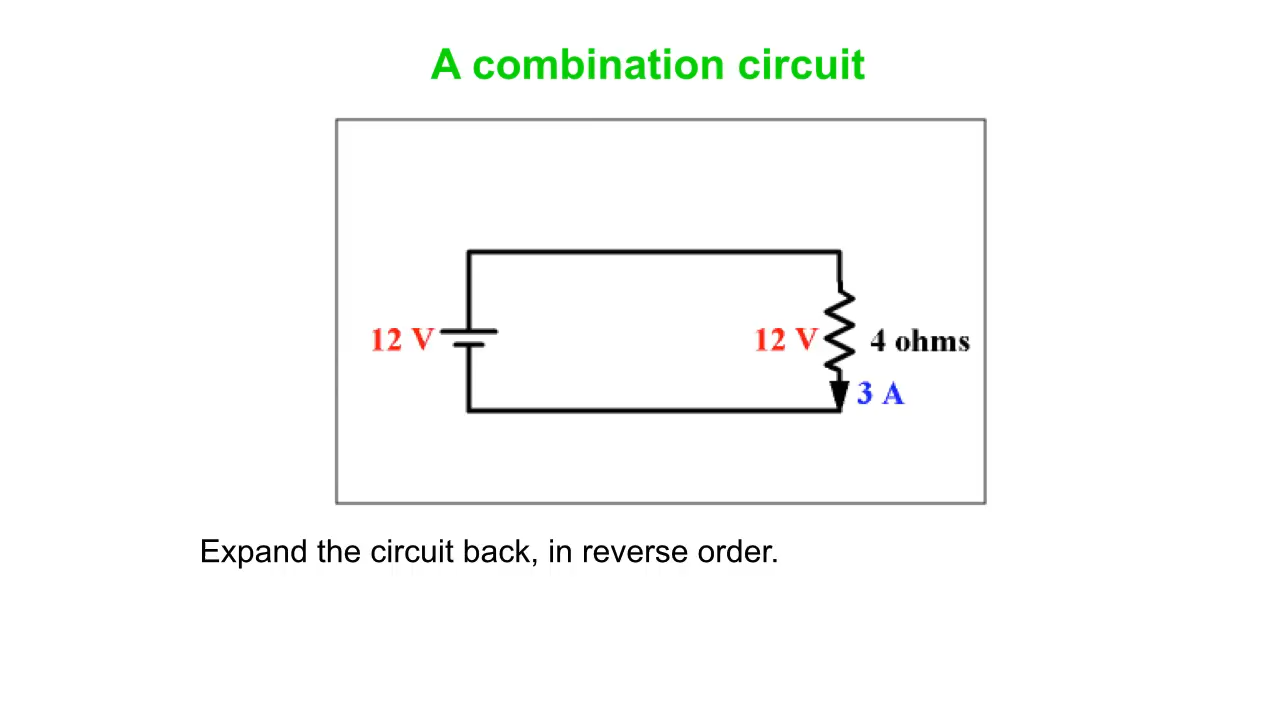 A combination circuit
12 V
12 V
4 ohms
3 A
Expand the circuit back, in reverse order.